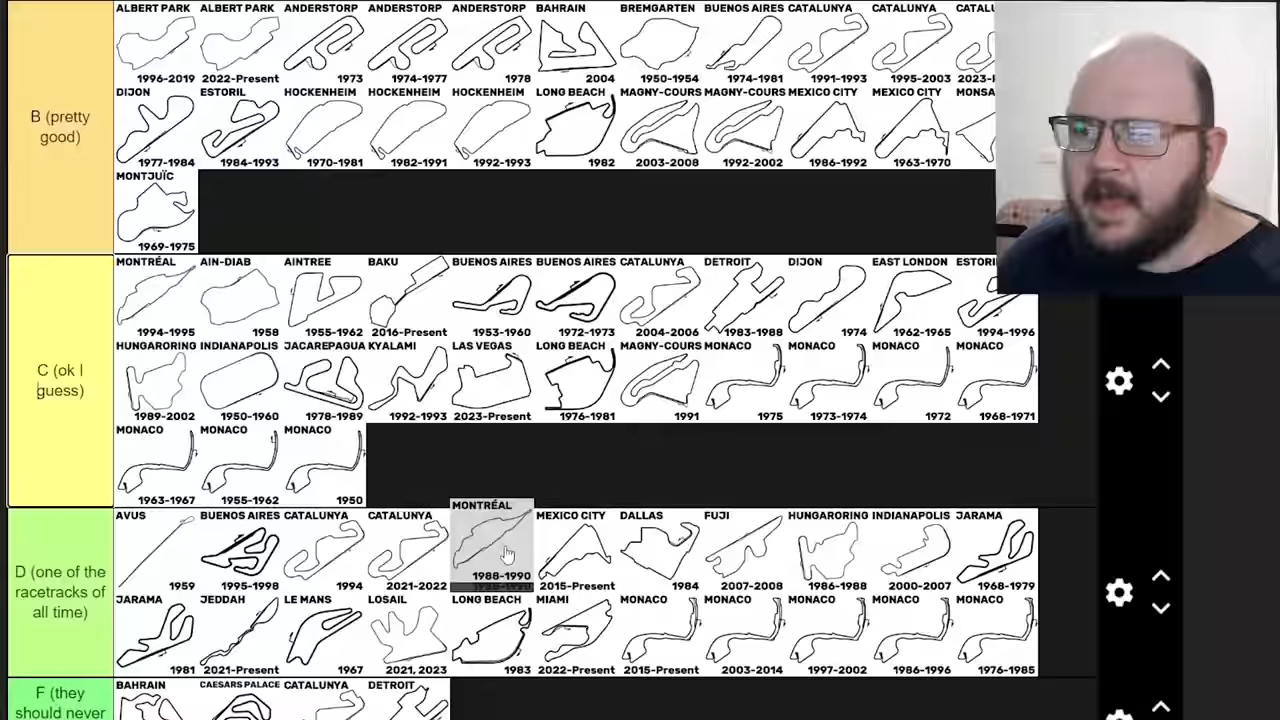 B (pretty
good)
ALBERT PARK ALBERT PARK ANDERSTORP ANDERSTORP ANDERSTORP BAHRAIN BREMGARTEN BUENOS AIRES CATALUNYA CATALUNYA CATALU
1996-2019 2022-Present 1973 1974-1977 1978 2004 1950-1954 1974-1981 1991-1993 1995-2003 2023-
DIJON ESTORIL HOCKENHEIM HOCKENHEIM HOCKENHEIM LONG BEACH MAGNY-COURS MAGNY-COURS MEXICO CITY MEXICO CITY MONSA
1977-1984 1984-1993 1970-1981 1982-1991 1992-1993 1982 2003-2008 1992-2002 1986-1992 1963-1970
MONTJUÏC
1969-1975
C (ok I
guess)
MONTRÉAL AIN-DIAB AINTREE BAKU BUENOS AIRES BUENOS AIRES CATALUNYA DETROIT DIJON EAST LONDON ESTORI
1994-1995 1958 1955-1962 2016-Present 1953-1960 1972-1973 2004-2006 1983-1988 1974 1962-1965 1994-1996
HUNGARORING INDIANAPOLIS JACAREPAGUA KYALAMI LAS VEGAS LONG BEACH MAGNY-COURS MONACO MONACO MONACO MONACO
1989-2002 1950-1960 1978-1989 1992-1993 2023-Present 1976-1981 1991 1975 1973-1974 1972 1968-1971
MONACO MONACO MONACO
1963-1967 1955-1962 1950
D (one of the
racetracks of
all time)
AVUS BUENOS AIRES CATALUNYA CATALUNYA MONTRÉAL MEXICO CITY DALLAS FUJI HUNGARORING INDIANAPOLIS JARAMA
1959 1995-1998 1994 2021-2022 1988-1990 2015-Present 1984 2007-2008 1986-1988 2000-2007 1968-1979
JARAMA JEDDAH LE MANS LOSAIL LONG BEACH MIAMI MONACO MONACO MONACO MONACO MONACO
1981 2021-Present 1967 2021, 2023 1983 2022-Present 2015-Present 2003-2014 1997-2002 1986-1996 1976-1985
F (they
should never
BAHRAIN CAESARS PALACE CATALUNYA DETROIT